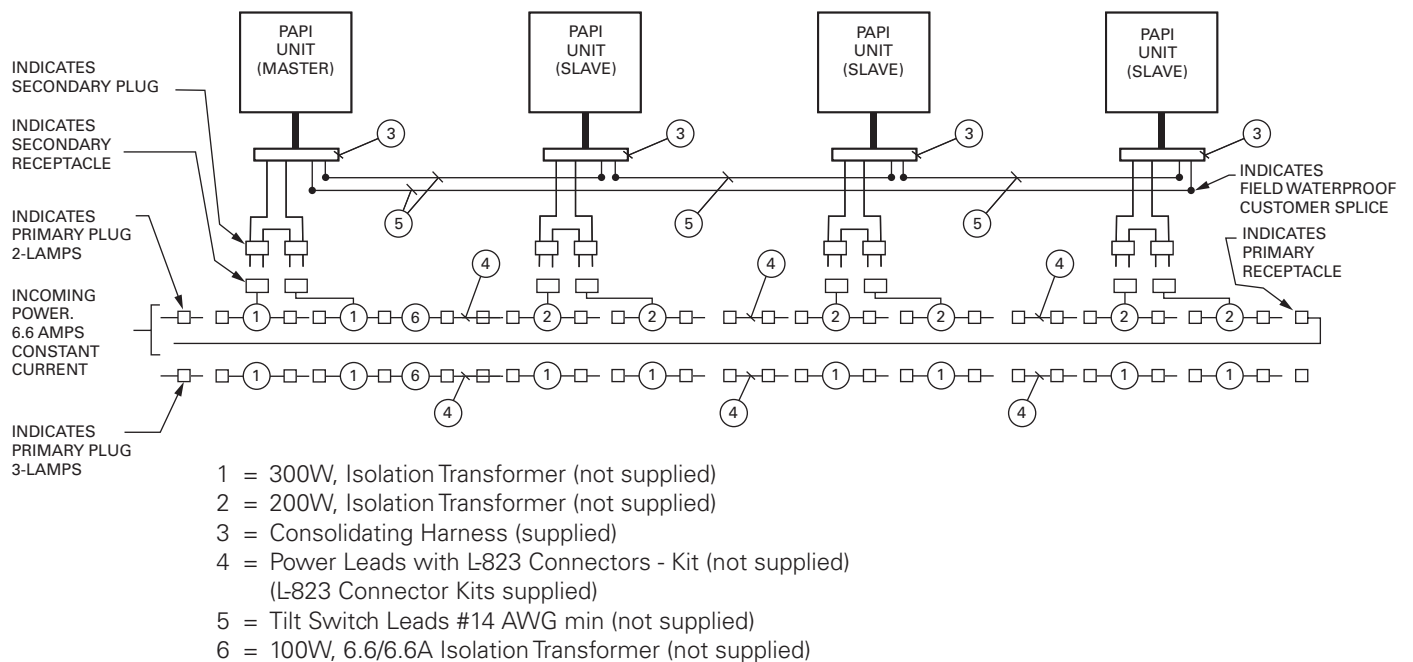 PAPI
UNIT
(MASTER)
PAPI
UNIT
(SLAVE)
PAPI
UNIT
(SLAVE)
PAPI
UNIT
(SLAVE)
INDICATES
SECONDARY PLUG
INDICATES
SECONDARY
RECEPTACLE
3
3
3
3
5
5
5
INDICATES
FIELD WATERPROOF
CUSTOMER SPLICE
INDICATES
PRIMARY PLUG
2-LAMPS
INDICATES
PRIMARY
RECEPTACLE
4
4
4
INCOMING
POWER.
6.6 AMPS
CONSTANT
CURRENT
1
1
6
2
2
2
2
2
2
1
1
6
1
1
1
1
1
1
4
4
4
INDICATES
PRIMARY PLUG
3-LAMPS
1 = 300W, Isolation Transformer (not supplied)
2 = 200W, Isolation Transformer (not supplied)
3 = Consolidating Harness (supplied)
4 = Power Leads with L-823 Connectors - Kit (not supplied)
(L-823 Connector Kits supplied)
5 = Tilt Switch Leads #14 AWG min (not supplied)
6 = 100W, 6.6/6.6A Isolation Transformer (not supplied)